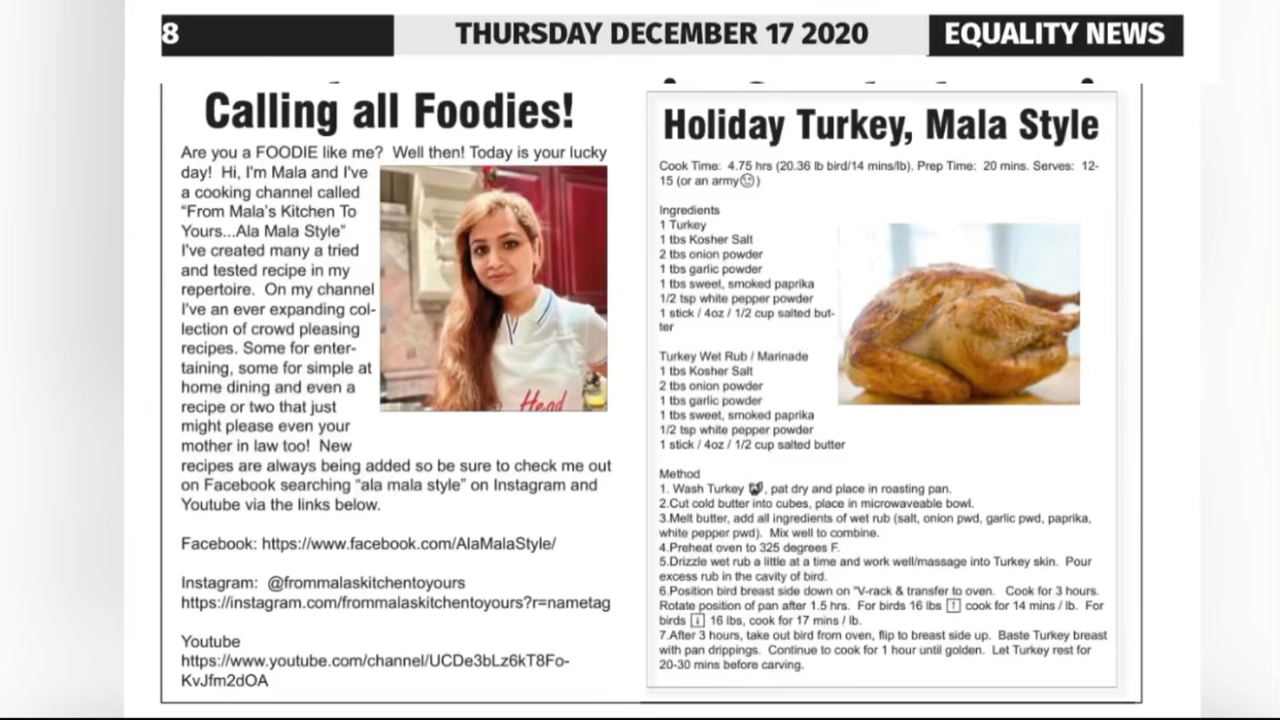 8
THURSDAY DECEMBER 17 2020
EQUALITY NEWS
Calling all Foodies!
Are you a FOODIE like me? Well then! Today is your lucky
day! Hi, I'm Mala and I've
a cooking channel called
“From Mala’s Kitchen To
Yours...Ala Mala Style”
I've created many a tried
and tested recipe in my
repertoire. On my channel
I've an ever expanding col-
lection of crowd pleasing
recipes. Some for enter-
taining, some for simple at
home dining and even a
recipe or two that just
might please even your
mother in law too! New
recipes are always being added so be sure to check me out
on Facebook searching “ala mala style” on Instagram and
Youtube via the links below.
Facebook: https://www.facebook.com/AlaMalaStyle/
Instagram: @frommalaskitchentoyours
https://instagram.com/frommalaskitchentoyours?r=nametag
Youtube
https://www.youtube.com/channel/UCDe3bLz6kT8Fo-
KvJfm2dOA
Head
Holiday Turkey, Mala Style
Cook Time: 4.75 hrs (20.36 lb bird/14 mins/lb). Prep Time: 20 mins. Serves: 12-
15 (or an army😉)
Ingredients
1 Turkey
1 tbs Kosher Salt
2 tbs onion powder
1 tbs garlic powder
1 tbs sweet, smoked paprika
1/2 tsp white pepper powder
1 stick / 4oz / 1/2 cup salted but-
ter
Turkey Wet Rub / Marinade
1 tbs Kosher Salt
2 tbs onion powder
1 tbs garlic powder
1 tbs sweet, smoked paprika
1/2 tsp white pepper powder
1 stick / 4oz / 1/2 cup salted butter
Method
1. Wash Turkey 🦃, pat dry and place in roasting pan.
2.Cut cold butter into cubes, place in microwaveable bowl.
3.Melt butter, add all ingredients of wet rub (salt, onion pwd, garlic pwd, paprika,
white pepper pwd). Mix well to combine.
4.Preheat oven to 325 degrees F.
5.Drizzle wet rub a little at a time and work well/massage into Turkey skin. Pour
excess rub in the cavity of bird.
6.Position bird breast side down on "V-rack & transfer to oven. Cook for 3 hours.
Rotate position of pan after 1.5 hrs. For birds 16 lbs ⬆ cook for 14 mins / lb. For
birds ⬇ 16 lbs, cook for 17 mins / lb.
7.After 3 hours, take out bird from oven, flip to breast side up. Baste Turkey breast
with pan drippings. Continue to cook for 1 hour until golden. Let Turkey rest for
20-30 mins before carving.